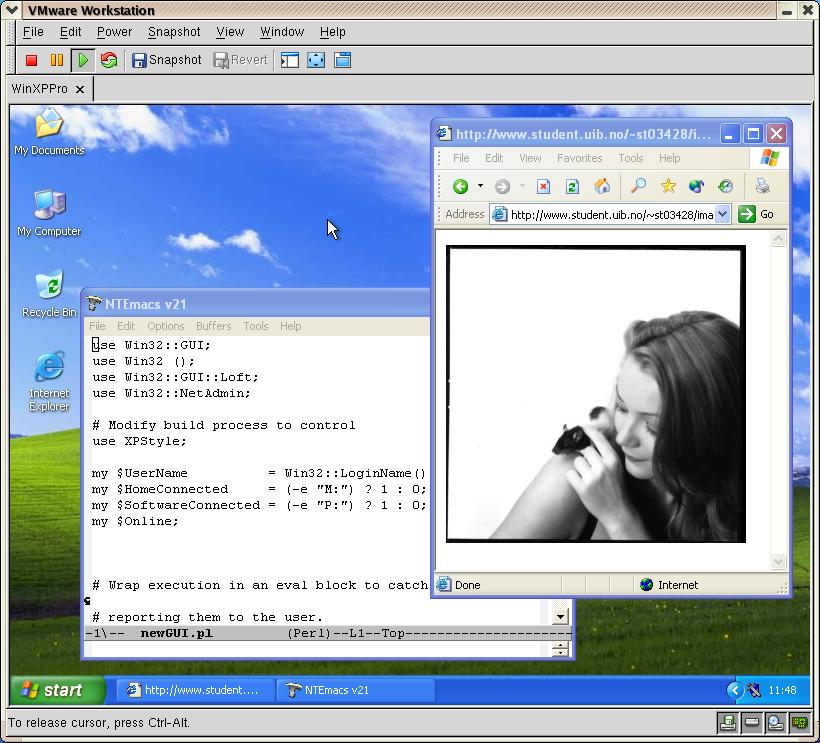 VMware Workstation
File Edit Power Snapshot View Window Help
Snapshot Revert
WinXPPro
My Documents
My Computer
Recycle Bin
Internet
Explorer
http://www.student.uib.no/~st03428/i...
File Edit View Favorites Tools Help
Address http://www.student.uib.no/~st03428/ima Go
Done Internet
NTEmacs v21
File Edit Options Buffers Tools Help
use Win32::GUI;
use Win32 ();
use Win32::GUI::Loft;
use Win32::NetAdmin;
# Modify build process to control
use XPStyle;
my $UserName = Win32::LoginName()
my $HomeConnected = (-e "M:") ? 1 : 0;
my $SoftwareConnected = (-e "P:") ? 1 : 0;
my $Online;
# Wrap execution in an eval block to catch
# reporting them to the user.
-1\-- newGUI.pl (Perl)--L1--Top----------------------
start http://www.student.... NTEmacs v21 11:48
To release cursor, press Ctrl-Alt.